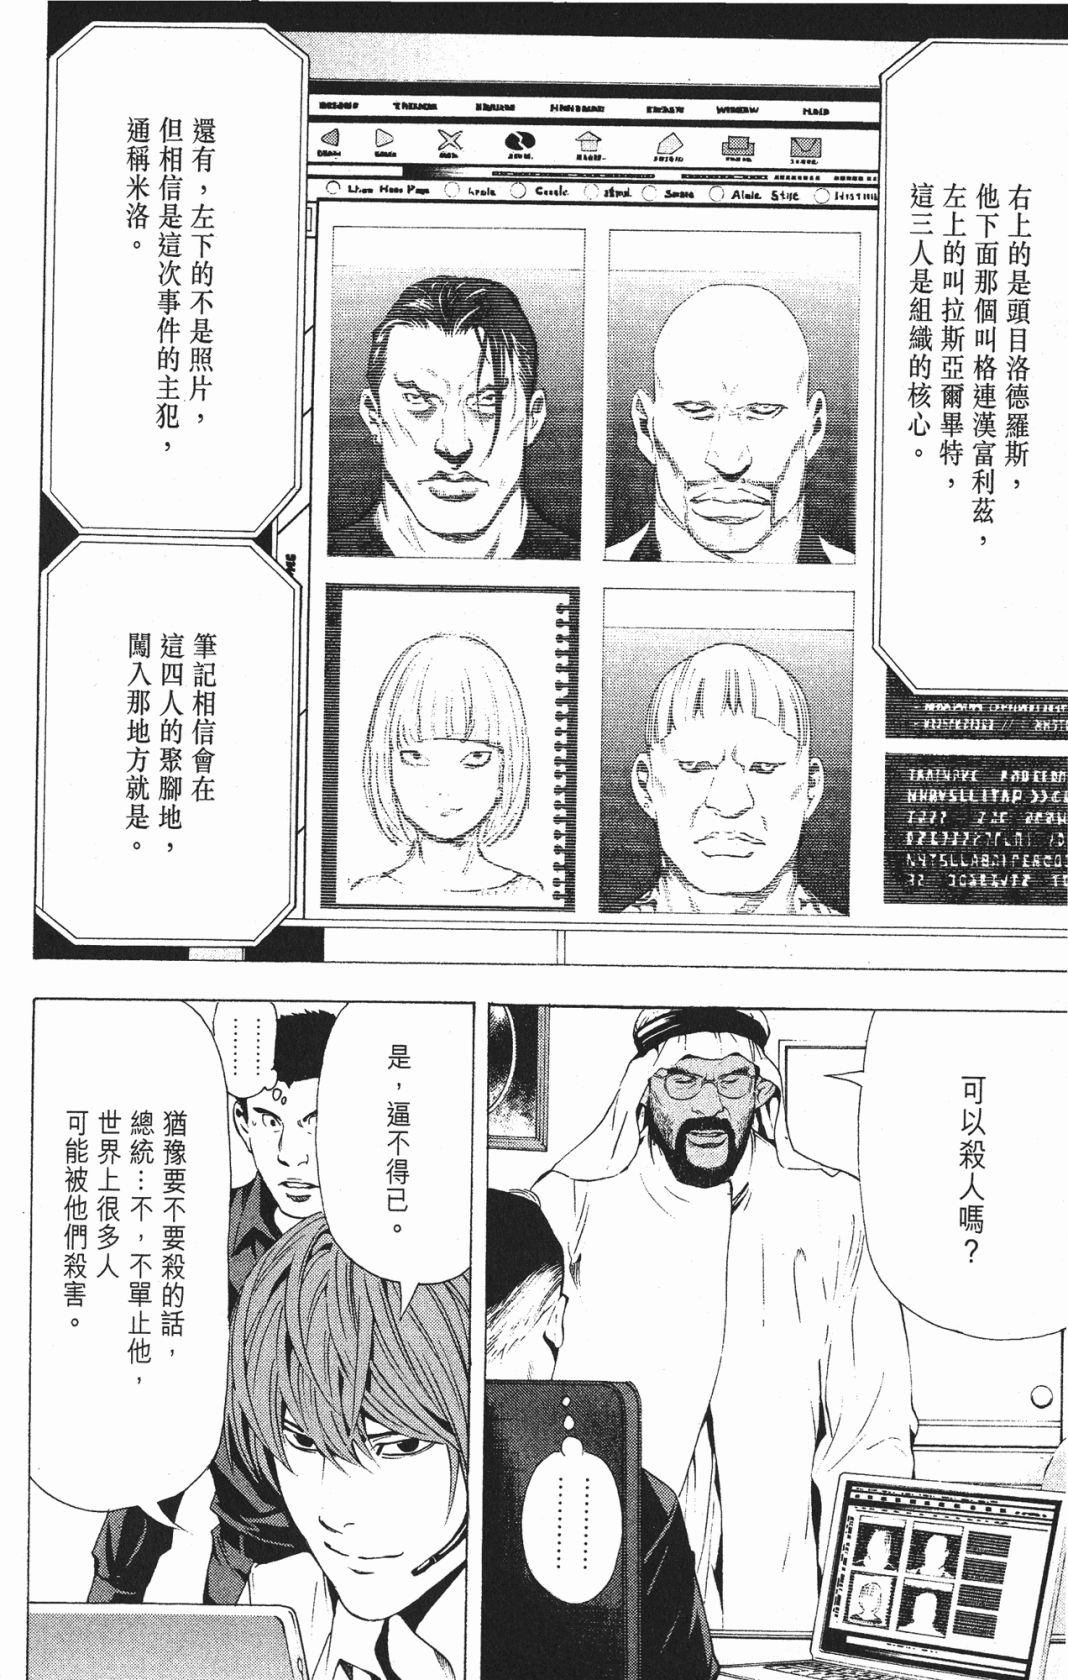 右上的是頭目洛德羅斯，
他下面那個叫格連漢富利茲，
左上的叫拉斯亞爾畢特，
這三人是組織的核心。
還有，左下的不是照片，
但相信是這次事件的主犯，
通稱米洛。
筆記相信會在
這四人的聚腳地，
闖入那地方就是。
可以殺人嗎？
…………
是，逼不得已。
…………
猶豫要不要殺的話，
總統…不，不單止他，
世界上很多人
可能被他們殺害。